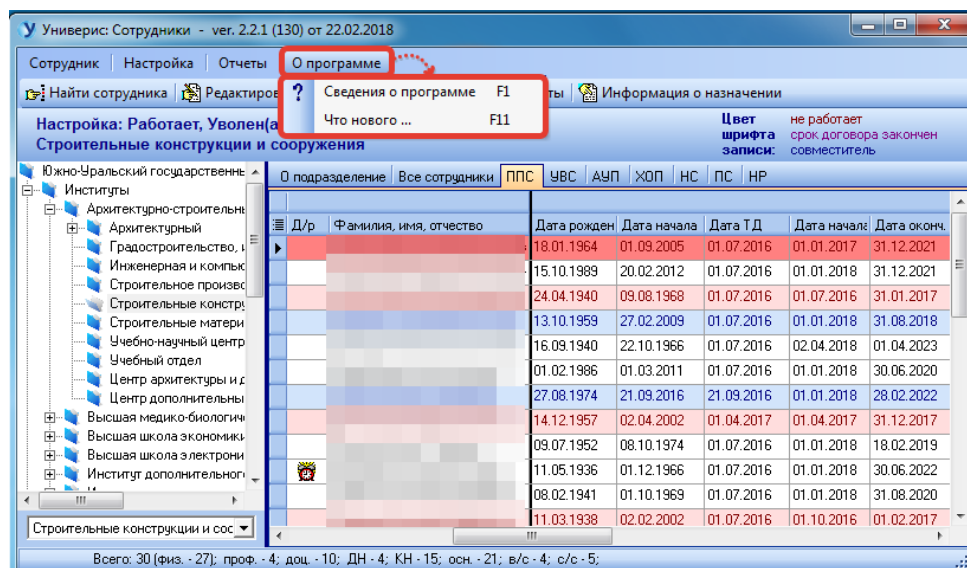 Универис: Сотрудники - ver. 2.2.1 (130) от 22.02.2018
Сотрудник Настройка Отчеты О программе
Найти сотрудника Редактиров ты Информация о назначении
? Сведения о программе F1
Что нового ... F11
Настройка: Работает, Уволен(а
Строительные конструкции и сооружения
Цвет шрифта записи:
не работает
срок договора закончен
совместитель
Южно-Уральский государственнь
Институты
Архитектурно-строительн
Архитектурный
Градостроительство, и
Инженерная и компью
Строительное произво
Строительные констру
Строительные матери
Учебно-научный центр
Учебный отдел
Центр архитектуры и д
Центр дополнительны
Высшая медико-биологич
Высшая школа экономики
Высшая школа электрони
Институт дополнительног
Строительные конструкции и соо
О подразделение Все сотрудники ППС УВС АУП ХОП НС ПС НР
Д/р Фамилия, имя, отчество Дата рожден Дата начала Дата ТД Дата начала Дата оконч.
18.01.1964 01.09.2005 01.07.2016 01.01.2017 31.12.2021
15.10.1989 20.02.2012 01.07.2016 01.01.2018 31.12.2021
24.04.1940 09.08.1968 01.07.2016 01.07.2016 31.01.2017
13.10.1959 27.02.2009 01.07.2016 01.01.2018 31.08.2018
16.09.1940 22.10.1966 01.07.2016 02.04.2018 01.04.2023
01.02.1986 01.03.2011 01.07.2016 01.01.2018 30.06.2020
27.08.1974 21.09.2016 21.09.2016 01.01.2018 28.02.2022
14.12.1957 02.04.2002 01.04.2017 01.04.2017 31.12.2017
09.07.1952 08.10.1974 01.07.2016 01.01.2018 18.02.2019
11.05.1936 01.12.1966 01.07.2016 01.01.2018 30.06.2022
08.02.1941 01.10.1969 01.07.2016 01.01.2018 31.08.2020
11.03.1938 02.02.2002 01.07.2016 01.10.2016 01.02.2017
Всего: 30 (физ. - 27); проф. - 4; доц. - 10; ДН - 4; КН - 15; осн. - 21; в/с - 4; с/с - 5;